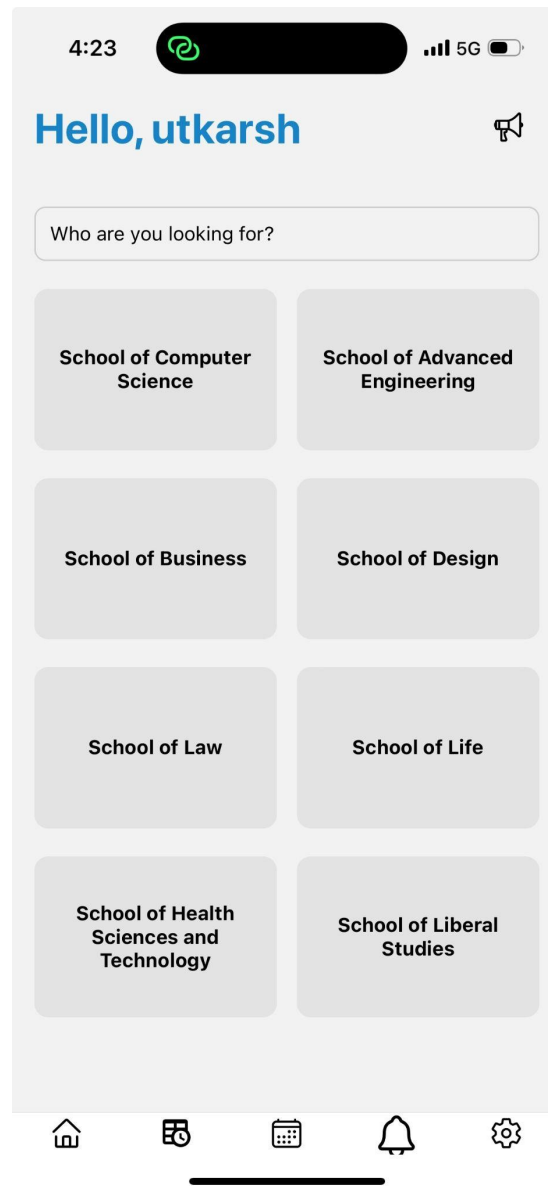 4:23
5G
Hello, utkarsh
Who are you looking for?
School of Computer
Science
School of Advanced
Engineering
School of Business
School of Design
School of Law
School of Life
School of Health
Sciences and
Technology
School of Liberal
Studies